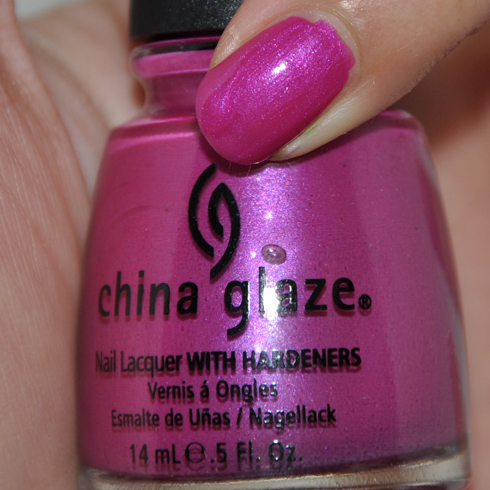 china glaze®
Nail Lacquer WITH HARDENERS
Vernis á Ongles
Esmalte de Uñas / Nagellack
14 mL ℮ .5 Fl. Oz.